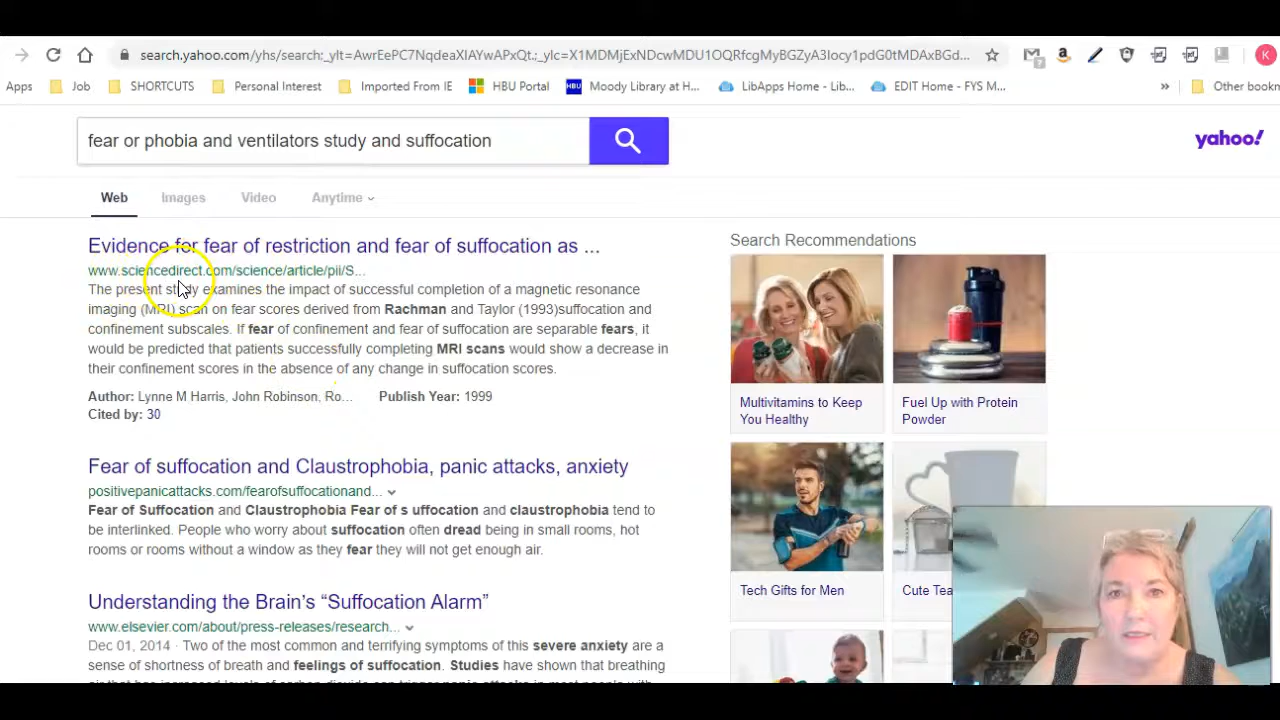 search.yahoo.com/yhs/search;_ylt=AwrEePC7NqdeaXIAYwAPxQt.;_ylc=X1MDMjExNDcwMDU1OQRfcgMyBGZyA3locy1pdG0tMDAxBGd...
K
Apps
Job
SHORTCUTS
Personal Interest
Imported From IE
HBU Portal
HBU
Moody Library at H...
LibApps Home - Lib...
EDIT Home - FYS M...
»
Other bookm
fear or phobia and ventilators study and suffocation
yahoo!
Web
Images
Video
Anytime
Evidence for fear of restriction and fear of suffocation as ...
www.sciencedirect.com/science/article/pii/S...
The present study examines the impact of successful completion of a magnetic resonance
imaging (MRI) scan on fear scores derived from Rachman and Taylor (1993)suffocation and
confinement subscales. If fear of confinement and fear of suffocation are separable fears, it
would be predicted that patients successfully completing MRI scans would show a decrease in
their confinement scores in the absence of any change in suffocation scores.
Author: Lynne M Harris, John Robinson, Ro... Publish Year: 1999
Cited by: 30
Fear of suffocation and Claustrophobia, panic attacks, anxiety
positivepanicattacks.com/fearofsuffocationand...
Fear of Suffocation and Claustrophobia Fear of s uffocation and claustrophobia tend to
be interlinked. People who worry about suffocation often dread being in small rooms, hot
rooms or rooms without a window as they fear they will not get enough air.
Understanding the Brain's “Suffocation Alarm”
www.elsevier.com/about/press-releases/research...
Dec 01, 2014 · Two of the most common and terrifying symptoms of this severe anxiety are a
sense of shortness of breath and feelings of suffocation. Studies have shown that breathing
Search Recommendations
Multivitamins to Keep
You Healthy
Fuel Up with Protein
Powder
Tech Gifts for Men
Cute Tea